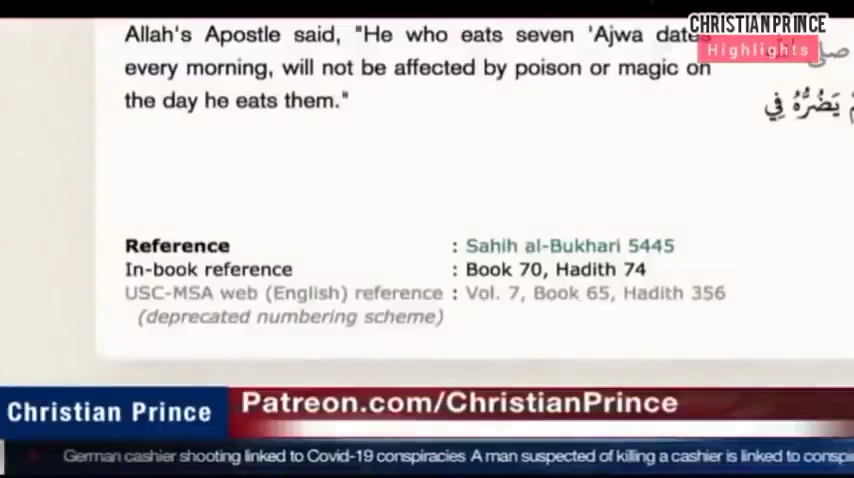 CHRISTIANPRINCE
Highlights
Allah's Apostle said, "He who eats seven 'Ajwa dates
every morning, will not be affected by poison or magic on
the day he eats them."
يَضُرُّهُ فِي
Reference : Sahih al-Bukhari 5445
In-book reference : Book 70, Hadith 74
USC-MSA web (English) reference : Vol. 7, Book 65, Hadith 356
(deprecated numbering scheme)
Christian Prince
Patreon.com/ChristianPrince
German cashier shooting linked to Covid-19 conspiracies A man suspected of killing a cashier is linked to